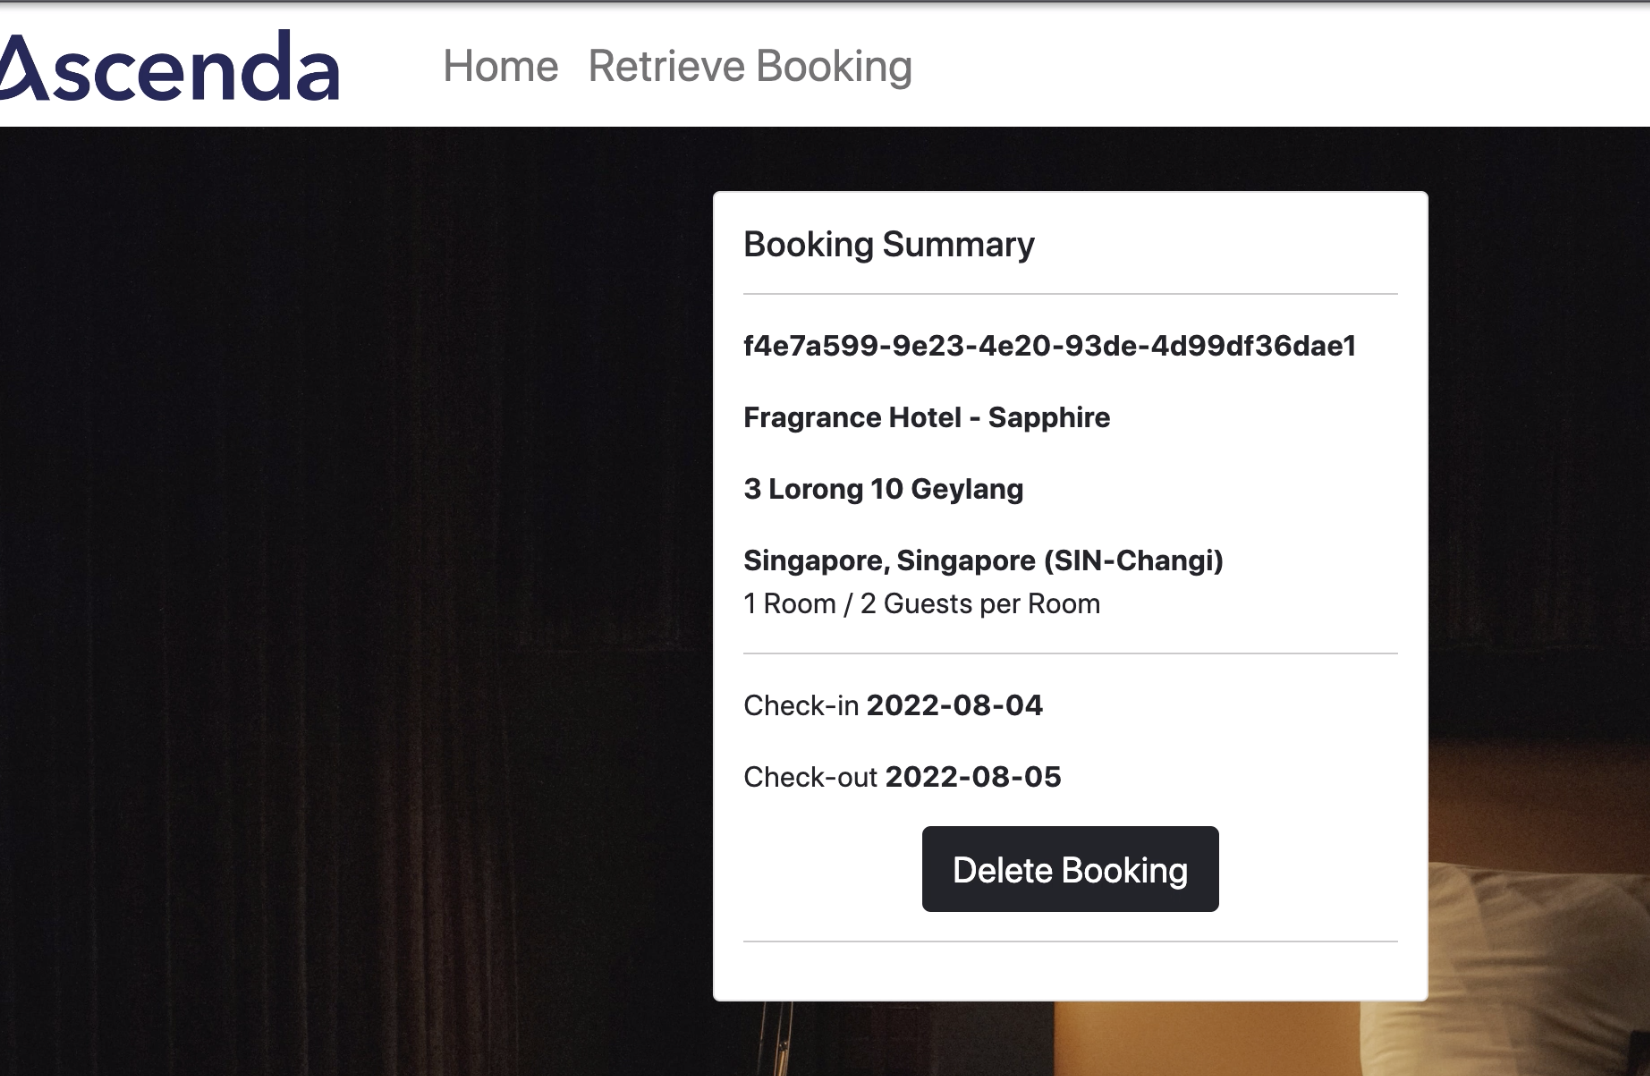 Ascenda
Home
Retrieve Booking
Booking Summary
f4e7a599-9e23-4e20-93de-4d99df36dae1
Fragrance Hotel - Sapphire
3 Lorong 10 Geylang
Singapore, Singapore (SIN-Changi)
1 Room / 2 Guests per Room
Check-in 2022-08-04
Check-out 2022-08-05
Delete Booking